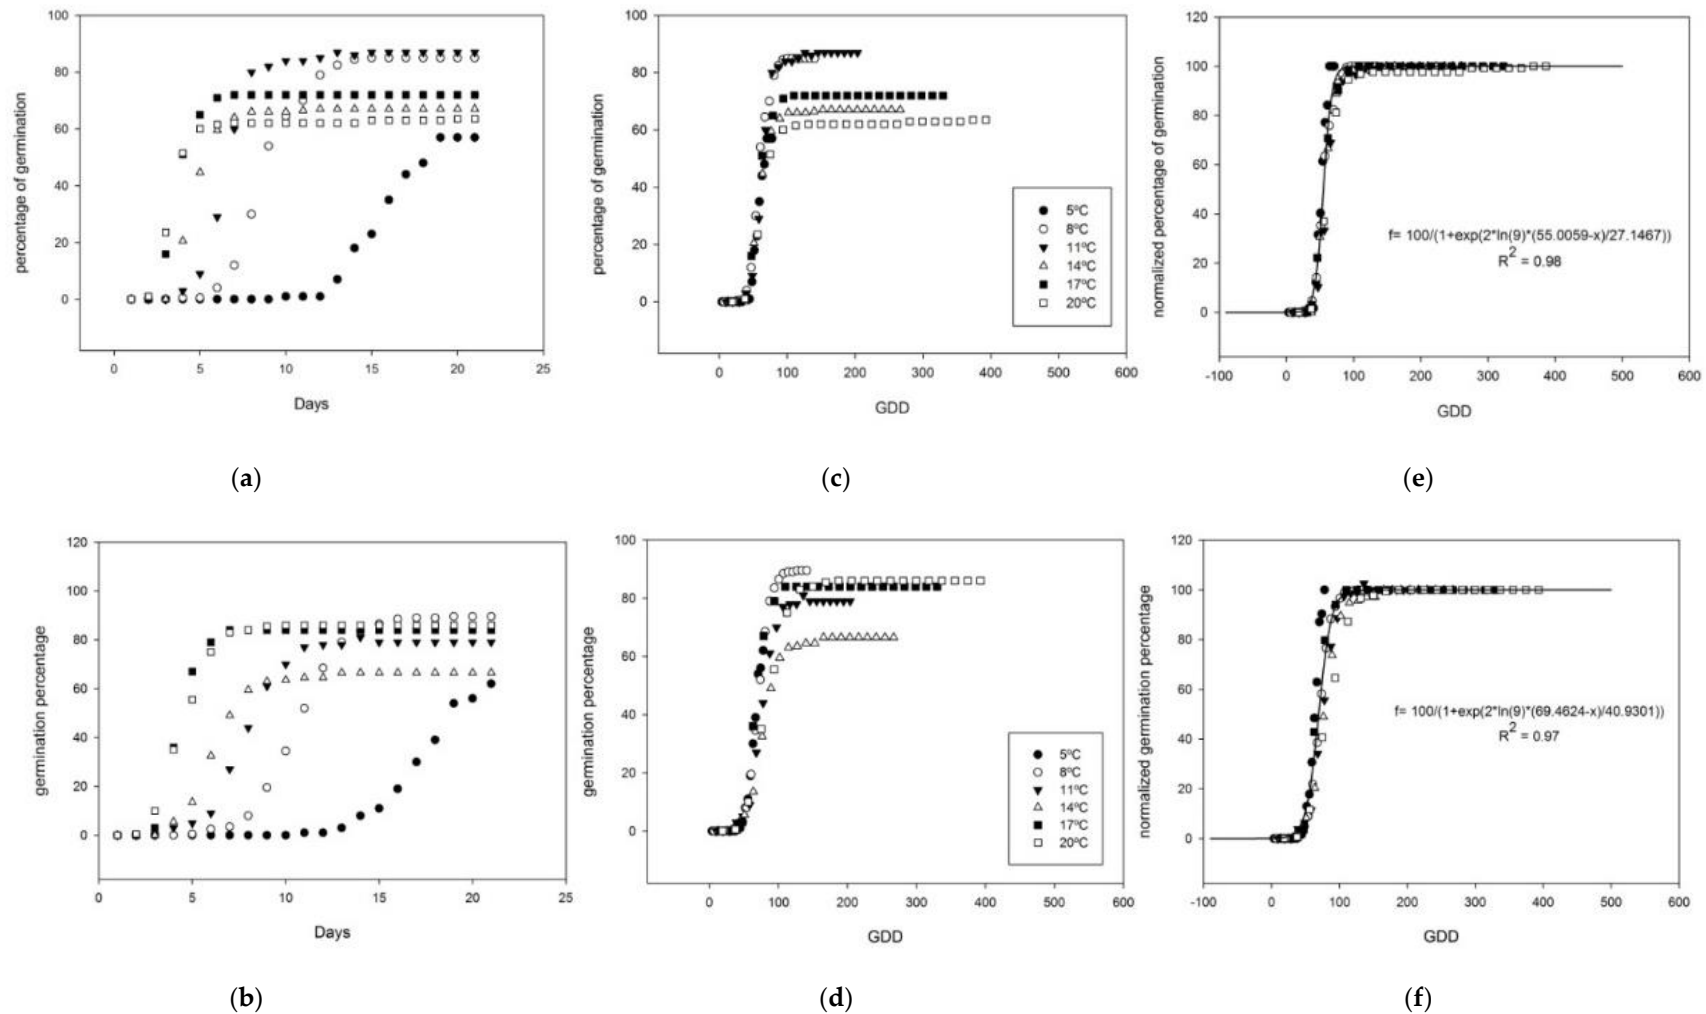 100
80
60
40
20
0
percentage of germination
0 5 10 15 20 25
Days
(a)
100
80
60
40
20
0
percentage of germination
5ºC
8ºC
11ºC
14ºC
17ºC
20ºC
0 100 200 300 400 500 600
GDD
(c)
120
100
80
60
40
20
0
normalized percentage of germination
f= 100/(1+exp(2*ln(9)*(55.0059-x)/27.1467))
R2 = 0.98
-100 0 100 200 300 400 500 600
GDD
(e)
120
100
80
60
40
20
0
germination percentage
0 5 10 15 20 25
Days
(b)
100
80
60
40
20
0
germination percentage
5ºC
8ºC
11ºC
14ºC
17ºC
20ºC
0 100 200 300 400 500 600
GDD
(d)
120
100
80
60
40
20
0
normalized germination percentage
f= 100/(1+exp(2*ln(9)*(69.4624-x)/40.9301))
R2 = 0.97
-100 0 100 200 300 400 500 600
GDD
(f)